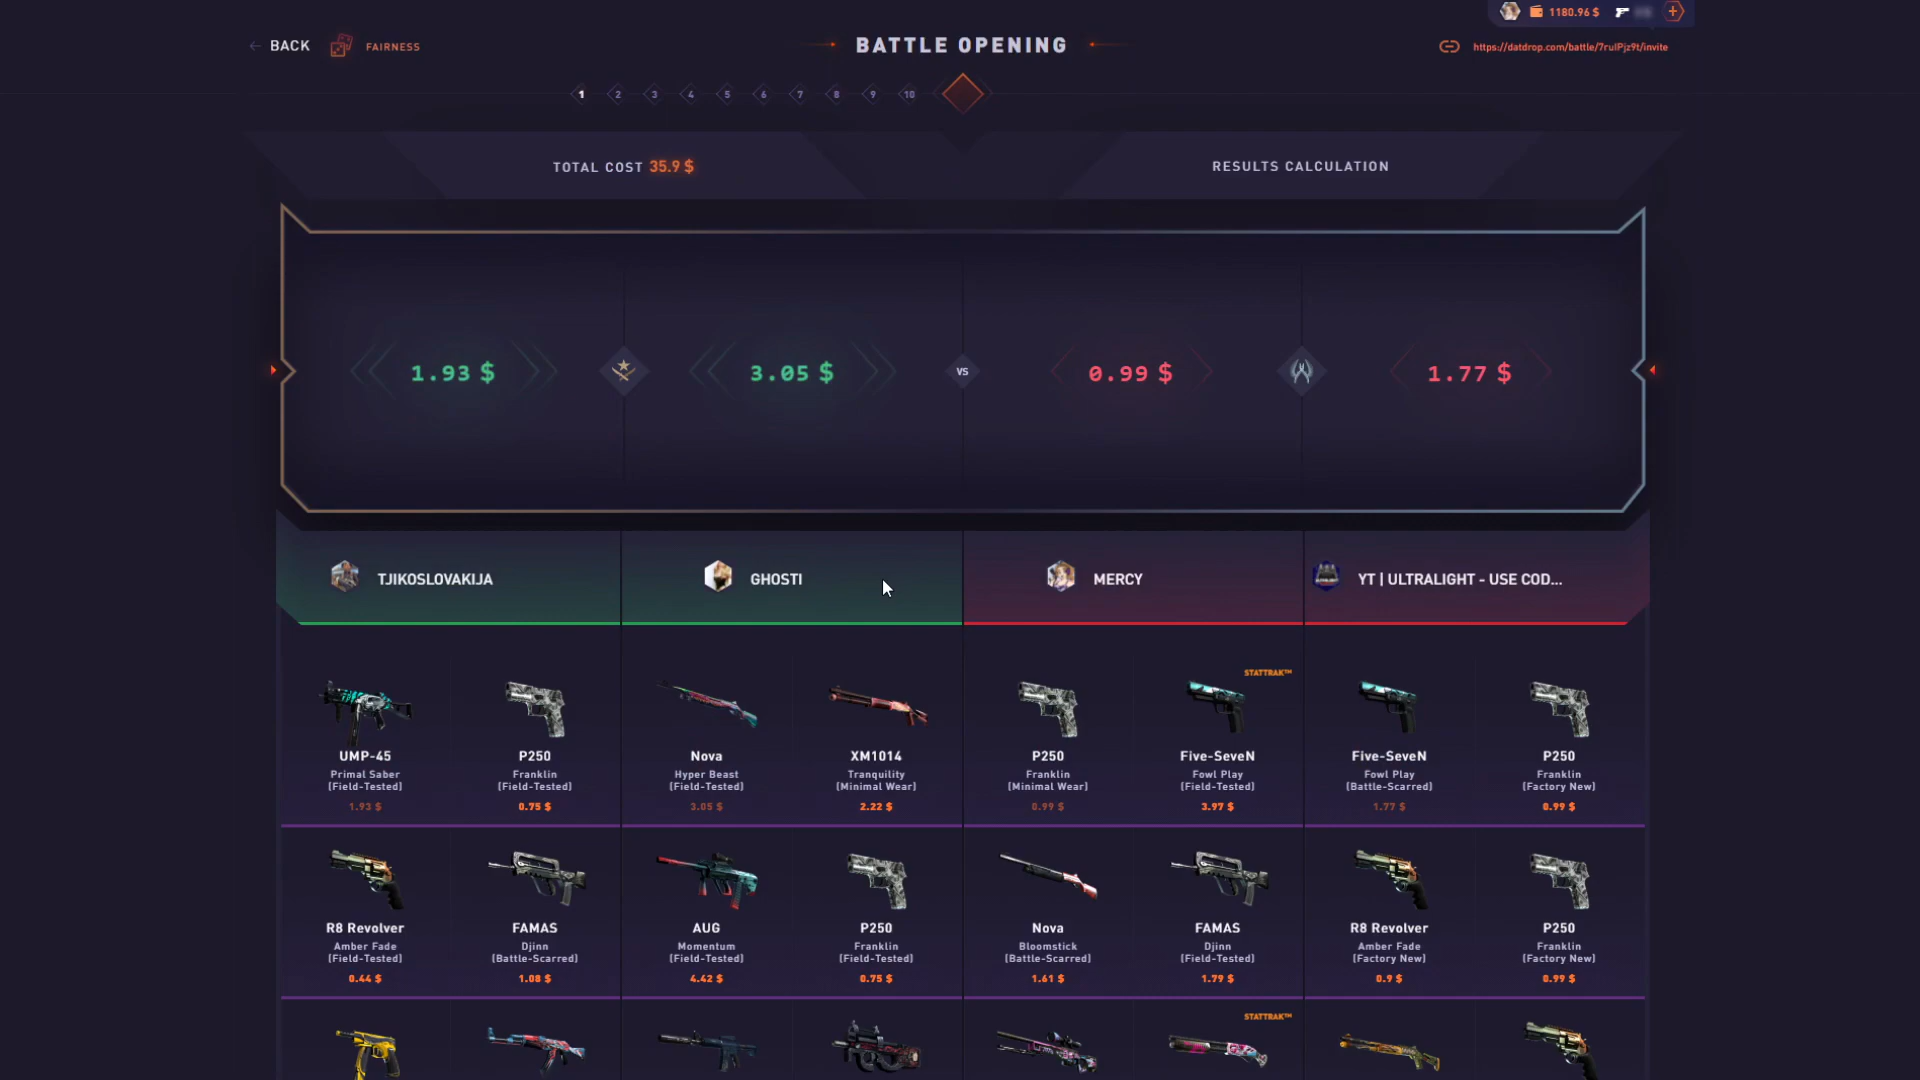 1180.96 $
BACK
FAIRNESS
BATTLE OPENING
https://datdrop.com/battle/7ruIPjz9t/invite
1 2 3 4 5 6 7 8 9 10
TOTAL COST 35.9 $
RESULTS CALCULATION
1.93 $
3.05 $
VS
0.99 $
1.77 $
TJIKOSLOVAKIJA
GHOSTI
MERCY
YT | ULTRALIGHT - USE COD...
UMP-45
Primal Saber
(Field-Tested)
1.93 $
P250
Franklin
(Field-Tested)
0.75 $
Nova
Hyper Beast
(Field-Tested)
3.05 $
XM1014
Tranquility
(Minimal Wear)
2.22 $
P250
Franklin
(Minimal Wear)
0.99 $
STATTRAK™
Five-SeveN
Fowl Play
(Field-Tested)
3.97 $
Five-SeveN
Fowl Play
(Battle-Scarred)
1.77 $
P250
Franklin
(Factory New)
0.99 $
R8 Revolver
Amber Fade
(Field-Tested)
0.44 $
FAMAS
Djinn
(Battle-Scarred)
1.08 $
AUG
Momentum
(Field-Tested)
4.42 $
P250
Franklin
(Field-Tested)
0.75 $
Nova
Bloomstick
(Battle-Scarred)
1.61 $
FAMAS
Djinn
(Field-Tested)
1.79 $
R8 Revolver
Amber Fade
(Factory New)
0.9 $
P250
Franklin
(Factory New)
0.99 $
STATTRAK™